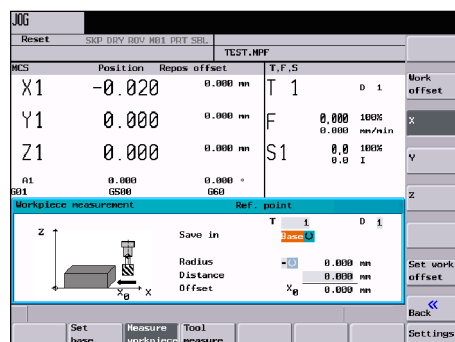 JOG
Reset SKP DRY ROV M01 PRT SBL
TEST.MPF
MCS Position Repos offset T,F,S
X1 -0.020 0.000 mm T 1 D 1
Y1 0.000 0.000 mm F 0,000 100%
0.000 mm/min
Z1 0.000 0.000 mm S1 0,0 100%
0.0 I
A1 0.000 0.000 °
G01 G500 G60
Workpiece measurement Ref. point
T 1 D 1
Z
Save in Base
Radius - 0.000 mm
Distance 0.000 mm
Offset X0 0.000 mm
X0 X
Work
offset
X
Y
Z
Set work
offset
«
Back
Settings
Set
base
Measure
workpiece
Tool
measure